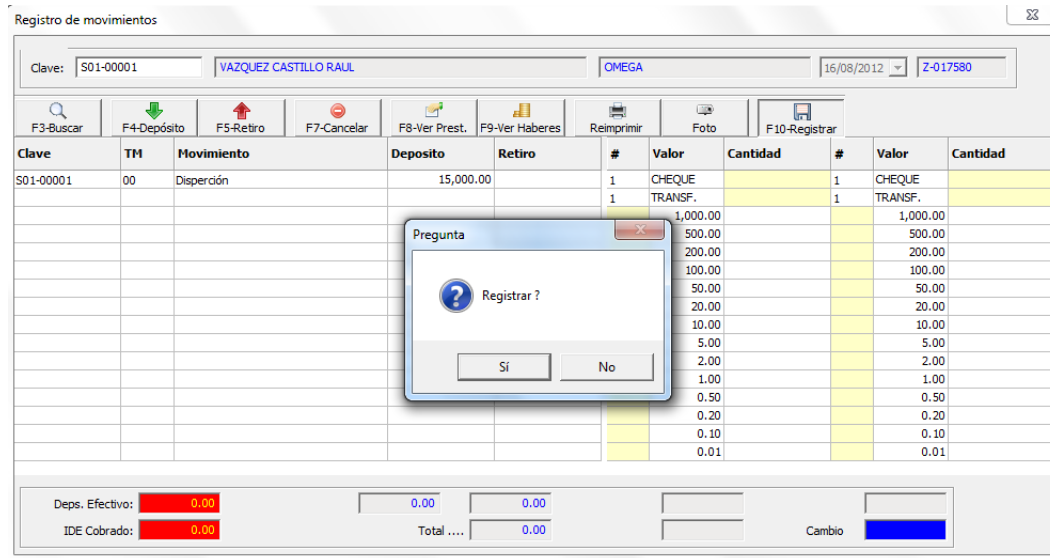 Registro de movimientos
Clave: S01-00001 VAZQUEZ CASTILLO RAUL OMEGA 16/08/2012 Z-017580
F3-Buscar F4-Depósito F5-Retiro F7-Cancelar F8-Ver Prest. F9-Ver Haberes Reimprimir Foto F10-Registrar
Clave TM Movimiento Deposito Retiro # Valor Cantidad # Valor Cantidad
S01-00001 00 Disperción 15,000.00 1 CHEQUE 1 CHEQUE
1 TRANSF. 1 TRANSF.
1,000.00 1,000.00
Pregunta 500.00 500.00
200.00 200.00
100.00 100.00
Registrar ? 50.00 50.00
20.00 20.00
10.00 10.00
5.00 5.00
Sí No 2.00 2.00
1.00 1.00
0.50 0.50
0.20 0.20
0.10 0.10
0.01 0.01
Deps. Efectivo: 0.00 0.00 0.00
IDE Cobrado: 0.00 Total .... 0.00 Cambio